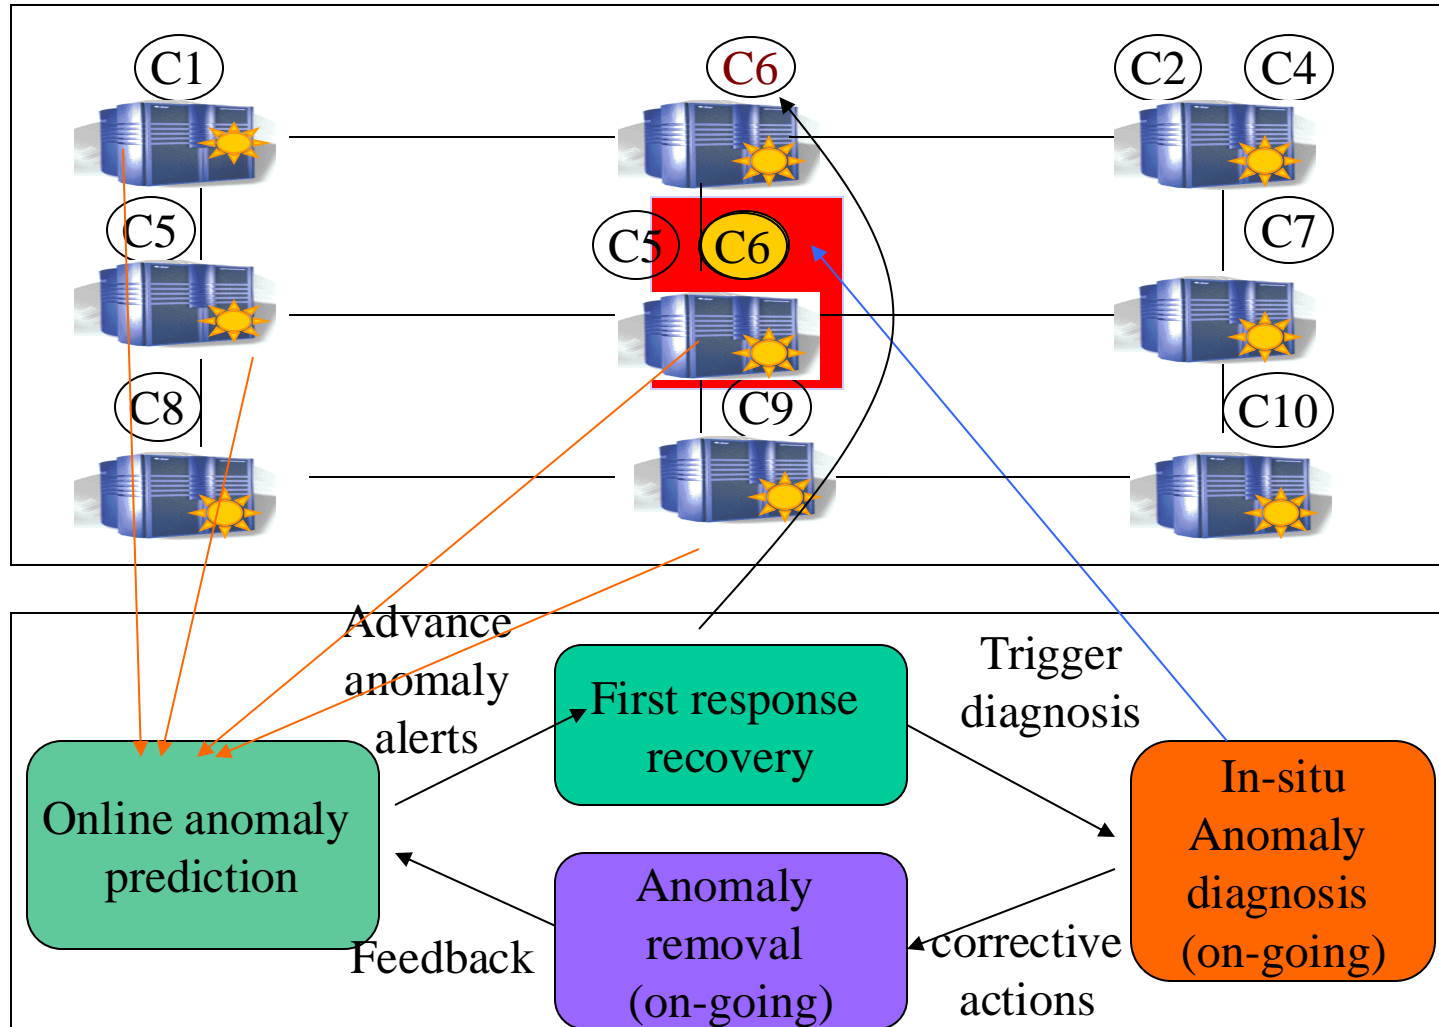 C1
C6
C2
C4
C5
C5
C6
C7
C8
C9
C10
Advance
anomaly
alerts
First response
recovery
Trigger
diagnosis
Online anomaly
prediction
In-situ
Anomaly
diagnosis
(on-going)
Anomaly
removal
(on-going)
Feedback
corrective
actions